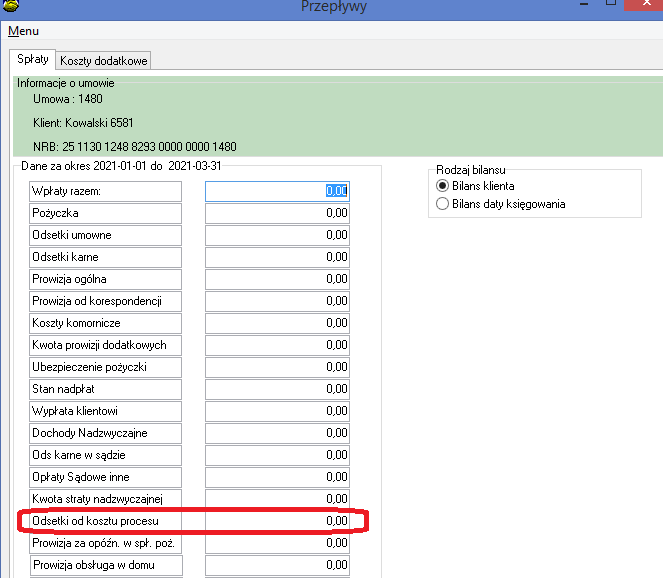 Przepływy
Menu
Spłaty
Koszty dodatkowe
Informacje o umowie
Umowa : 1480
Klient: Kowalski 6581
NRB: 25 1130 1248 8293 0000 0000 1480
Dane za okres 2021-01-01 do 2021-03-31
Wpłaty razem: 0,00
Pożyczka 0,00
Odsetki umowne 0,00
Odsetki karne 0,00
Prowizja ogólna 0,00
Prowizja od korespondencji 0,00
Koszty komornicze 0,00
Kwota prowizji dodatkowych 0,00
Ubezpieczenie pożyczki 0,00
Stan nadpłat 0,00
Wypłata klientowi 0,00
Dochody Nadzwyczajne 0,00
Ods karne w sądzie 0,00
Opłaty Sądowe inne 0,00
Kwota straty nadzwyczajnej 0,00
Odsetki od kosztu procesu 0,00
Prowizja za opóźn. w spł. poż. 0,00
Prowizja obsługa w domu 0,00
Rodzaj bilansu
Bilans klienta
Bilans daty księgowania